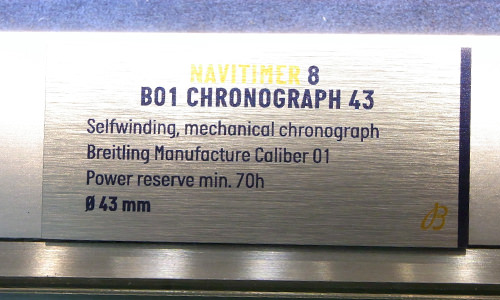 NAVITIMER 8
B01 CHRONOGRAPH 43
Selfwinding, mechanical chronograph
Breitling Manufacture Caliber 01
Power reserve min. 70h
Ø 43 mm
B